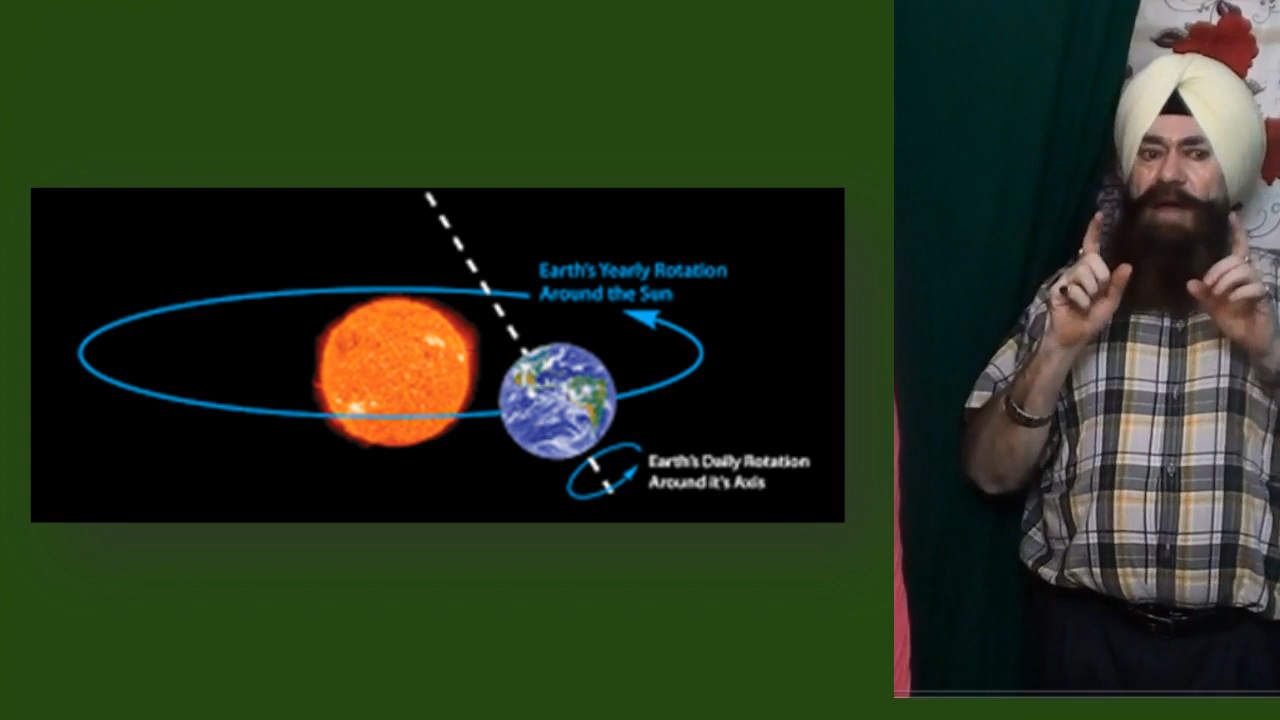 Earth's Yearly Rotation
Around the Sun
Earth's Daily Rotation
Around it's Axis